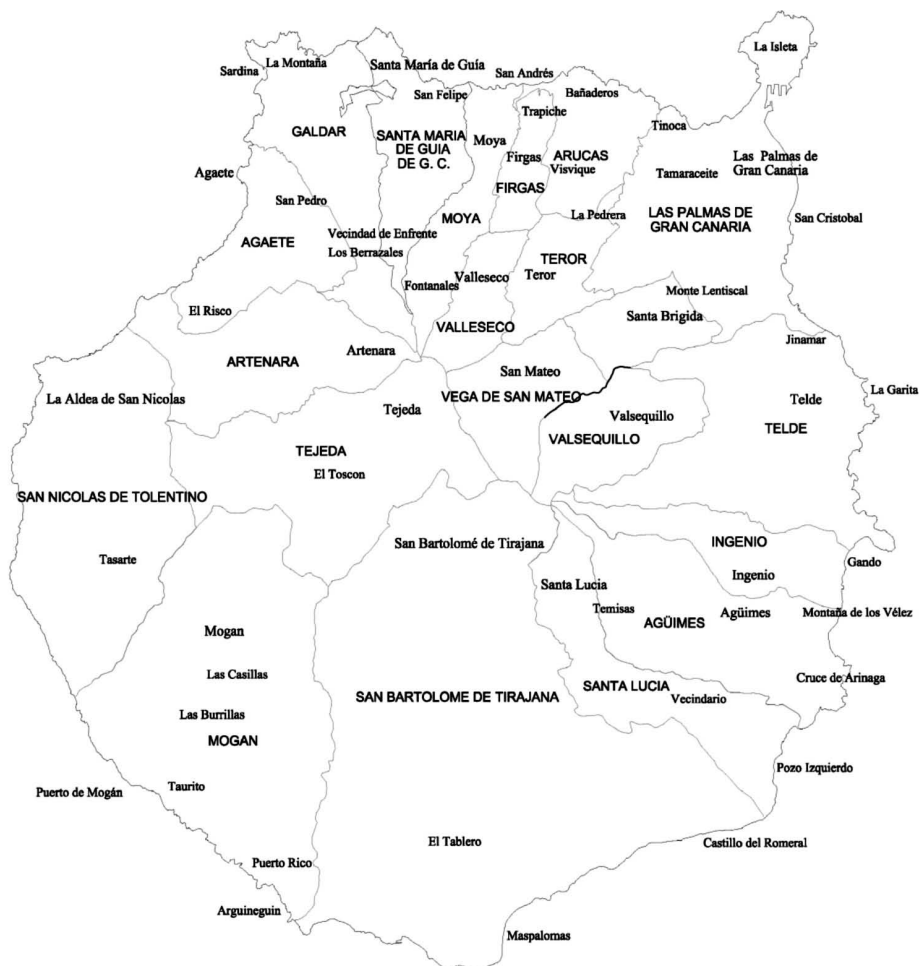 La Isleta
La Montaña
Santa María de Guía
Sardina
San Andrés
San Felipe
Bañaderos
Trapiche
Tinoca
GALDAR
SANTA MARIA
DE GUIA
DE G. C.
Moya
Firgas
ARUCAS
Visvique
Las Palmas de
Gran Canaria
Tamaraceite
Agaete
FIRGAS
San Pedro
MOYA
La Pedrera
LAS PALMAS DE
GRAN CANARIA
San Cristobal
Vecindad de Enfrente
AGAETE
Los Berrazales
TEROR
Teror
Valleseco
Fontanales
Monte Lentiscal
El Risco
Santa Brigida
VALLESECO
Jinamar
Artenara
ARTENARA
San Mateo
La Garita
La Aldea de San Nicolas
VEGA DE SAN MATEO
Telde
Tejeda
Valsequillo
TELDE
VALSEQUILLO
TEJEDA
El Toscon
SAN NICOLAS DE TOLENTINO
San Bartolomé de Tirajana
INGENIO
Tasarte
Gando
Ingenio
Santa Lucia
Temisas
Agüimes
Montaña de los Vélez
AGÜIMES
Mogan
Las Casillas
Cruce de Arinaga
SANTA LUCIA
SAN BARTOLOME DE TIRAJANA
Vecindario
Las Burrillas
MOGAN
Pozo Izquierdo
Taurito
Puerto de Mogán
El Tablero
Castillo del Romeral
Puerto Rico
Arguineguin
Maspalomas